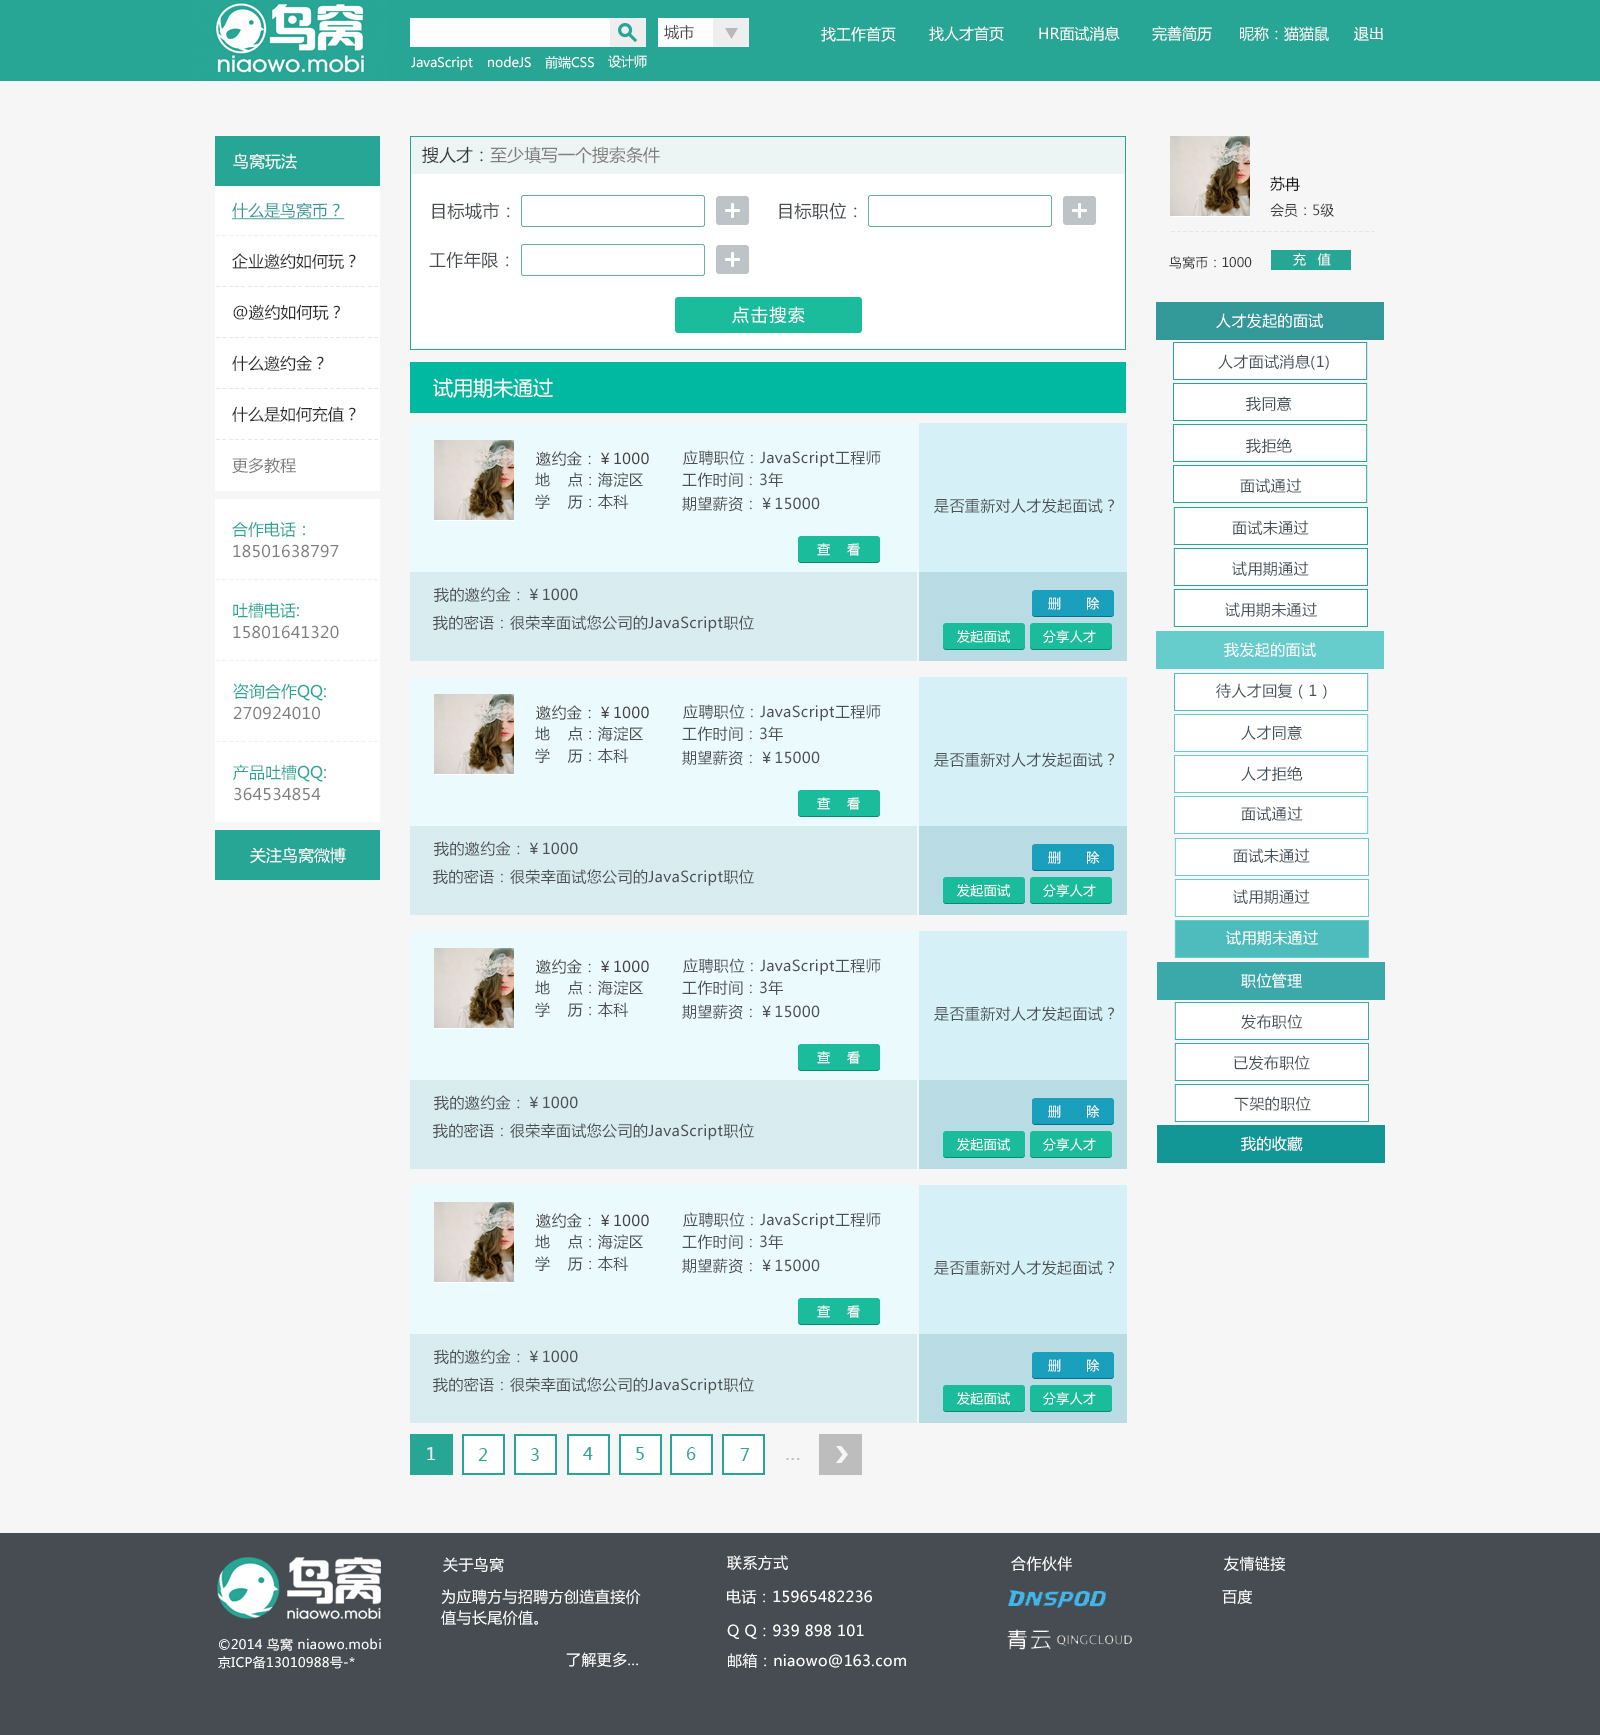 鸟窝
niaowo.mobi
城市
JavaScript nodeJS 前端CSS 设计师
找工作首页 找人才首页 HR面试消息 完善简历 昵称：猫猫鼠 退出
鸟窝玩法
什么是鸟窝币？
企业邀约如何玩？
@邀约如何玩？
什么邀约金？
什么是如何充值？
更多教程
合作电话：
18501638797
吐槽电话:
15801641320
咨询合作QQ:
270924010
产品吐槽QQ:
364534854
关注鸟窝微博
搜人才：至少填写一个搜索条件
目标城市： 目标职位：
工作年限：
点击搜索
试用期未通过
邀约金：￥1000 应聘职位：JavaScript工程师
地 点：海淀区 工作时间：3年
学 历：本科 期望薪资：￥15000
是否重新对人才发起面试？
查 看
我的邀约金：￥1000
我的密语：很荣幸面试您公司的JavaScript职位
删 除
发起面试 分享人才
邀约金：￥1000 应聘职位：JavaScript工程师
地 点：海淀区 工作时间：3年
学 历：本科 期望薪资：￥15000
是否重新对人才发起面试？
查 看
我的邀约金：￥1000
我的密语：很荣幸面试您公司的JavaScript职位
删 除
发起面试 分享人才
邀约金：￥1000 应聘职位：JavaScript工程师
地 点：海淀区 工作时间：3年
学 历：本科 期望薪资：￥15000
是否重新对人才发起面试？
查 看
我的邀约金：￥1000
我的密语：很荣幸面试您公司的JavaScript职位
删 除
发起面试 分享人才
邀约金：￥1000 应聘职位：JavaScript工程师
地 点：海淀区 工作时间：3年
学 历：本科 期望薪资：￥15000
是否重新对人才发起面试？
查 看
我的邀约金：￥1000
我的密语：很荣幸面试您公司的JavaScript职位
删 除
发起面试 分享人才
1 2 3 4 5 6 7 ...
苏冉
会员：5级
鸟窝币：1000 充 值
人才发起的面试
人才面试消息(1)
我同意
我拒绝
面试通过
面试未通过
试用期通过
试用期未通过
我发起的面试
待人才回复（1）
人才同意
人才拒绝
面试通过
面试未通过
试用期通过
试用期未通过
职位管理
发布职位
已发布职位
下架的职位
我的收藏
鸟窝
niaowo.mobi
©2014 鸟窝 niaowo.mobi
京ICP备13010988号-*
关于鸟窝
为应聘方与招聘方创造直接价
值与长尾价值。
了解更多...
联系方式
电话：15965482236
Q Q：939 898 101
邮箱：niaowo@163.com
合作伙伴
DNSPOD
青云 QINGCLOUD
友情链接
百度